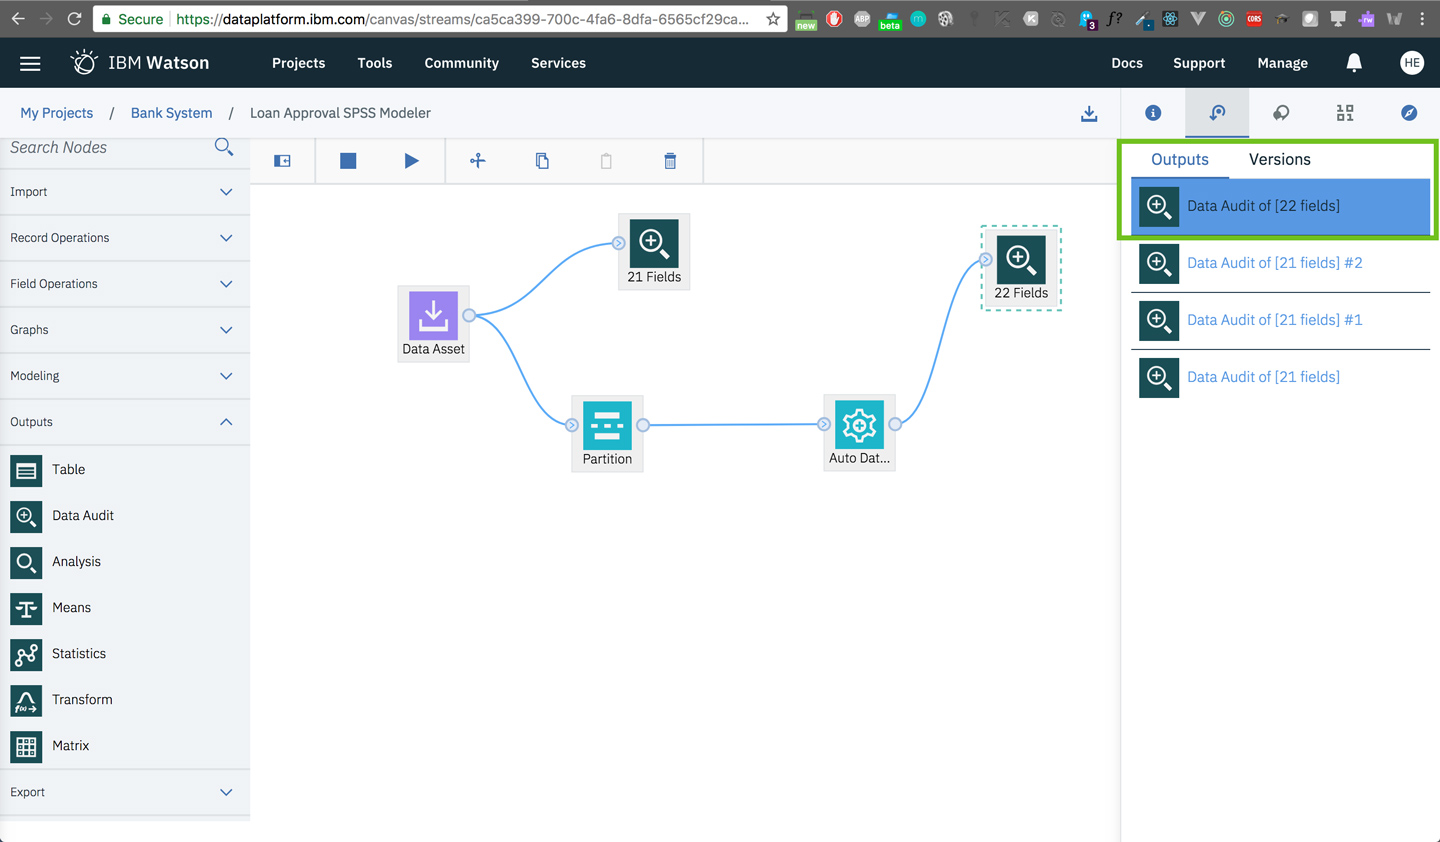 Secure https://dataplatform.ibm.com/canvas/streams/ca5ca399-700c-4fa6-8dfa-6565cf29ca...
new
ABP
beta
m
K
3
f?
CORS
rw
W
IBM Watson Projects Tools Community Services Docs Support Manage HE
My Projects / Bank System / Loan Approval SPSS Modeler
Search Nodes
Import
Record Operations
Field Operations
Graphs
Modeling
Outputs
Table
Data Audit
Analysis
Means
Statistics
Transform
Matrix
Export
21 Fields
22 Fields
Data Asset
Partition
Auto Dat...
Outputs Versions
Data Audit of [22 fields]
Data Audit of [21 fields] #2
Data Audit of [21 fields] #1
Data Audit of [21 fields]